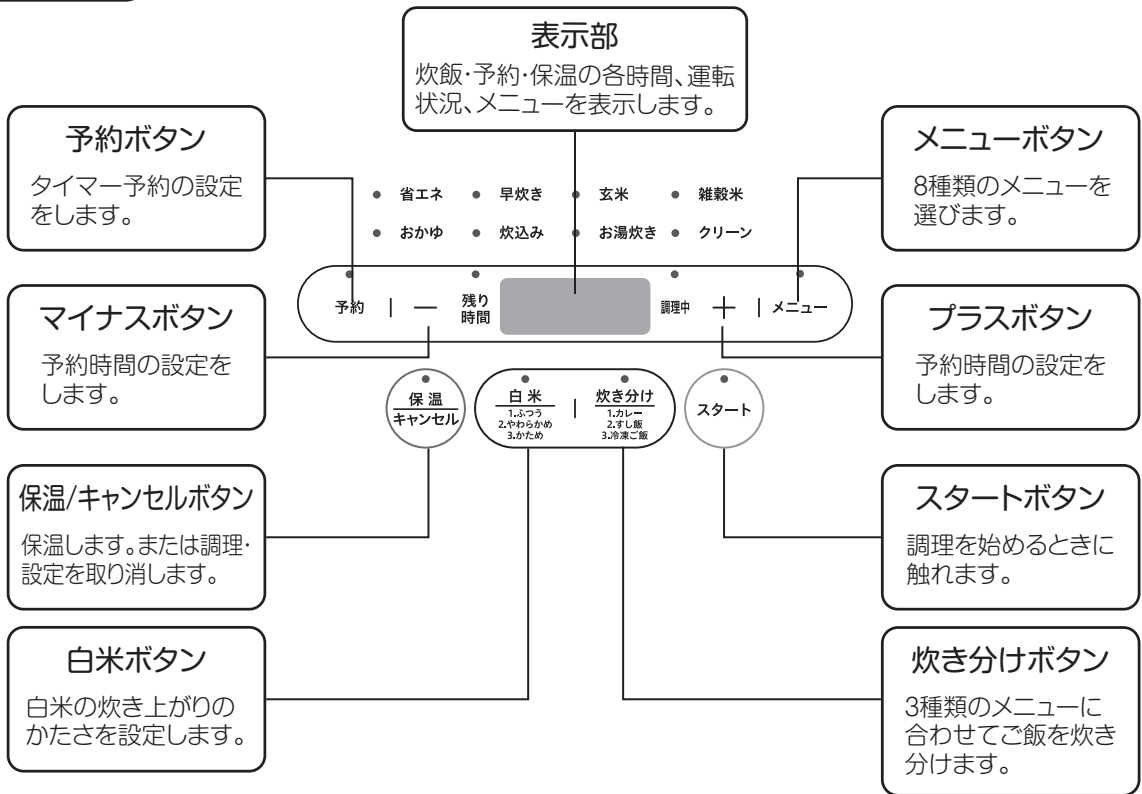 表示部
炊飯・予約・保温の各時間、運転
状況、メニューを表示します。
予約ボタン
タイマー予約の設定
をします。
メニューボタン
8種類のメニューを
選びます。
省エネ
早炊き
玄米
雑穀米
おかゆ
炊込み
お湯炊き
クリーン
マイナスボタン
予約時間の設定を
します。
予約
|
―
残り
時間
調理中
＋
|
メニュー
プラスボタン
予約時間の設定を
します。
保温
キャンセル
白米
1.ふつう
2.やわらかめ
3.かため
|
炊き分け
1.カレー
2.すし飯
3.冷凍ご飯
スタート
保温/キャンセルボタン
保温します。または調理・
設定を取り消します。
スタートボタン
調理を始めるときに
触れます。
白米ボタン
白米の炊き上がりの
かたさを設定します。
炊き分けボタン
3種類のメニューに
合わせてご飯を炊き
分けます。